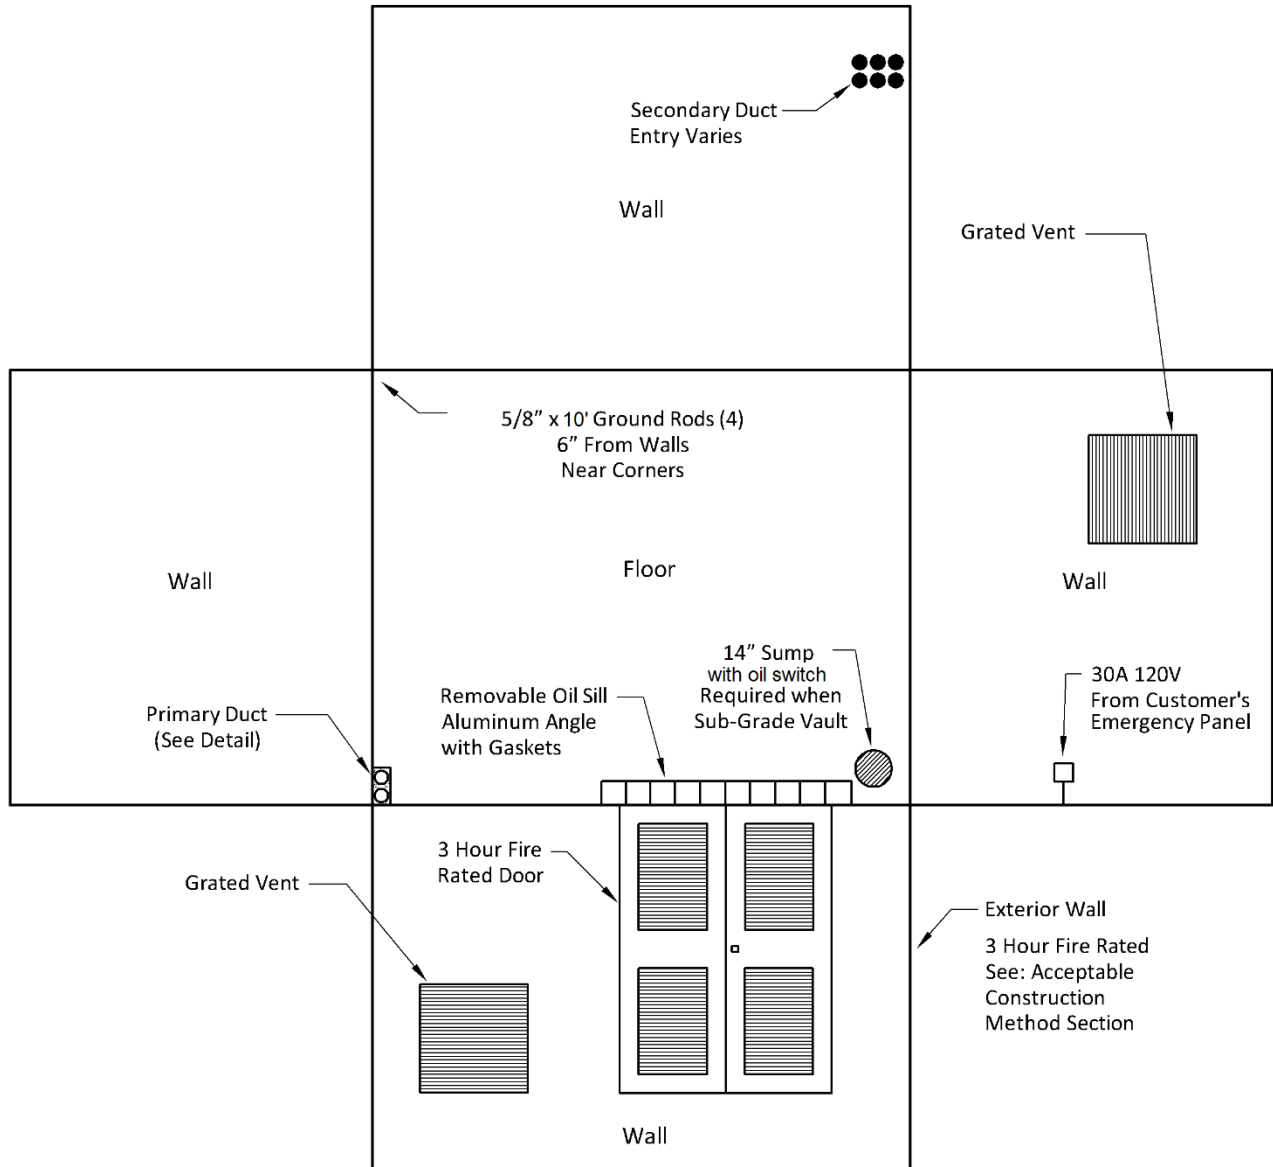 Secondary Duct
Entry Varies
Wall
Grated Vent
5/8” x 10' Ground Rods (4)
6” From Walls
Near Corners
Wall
Floor
Wall
14” Sump
with oil switch
Required when
Sub-Grade Vault
30A 120V
From Customer's
Emergency Panel
Removable Oil Sill
Aluminum Angle
with Gaskets
Primary Duct
(See Detail)
3 Hour Fire
Rated Door
Grated Vent
Exterior Wall
3 Hour Fire Rated
See: Acceptable
Construction
Method Section
Wall